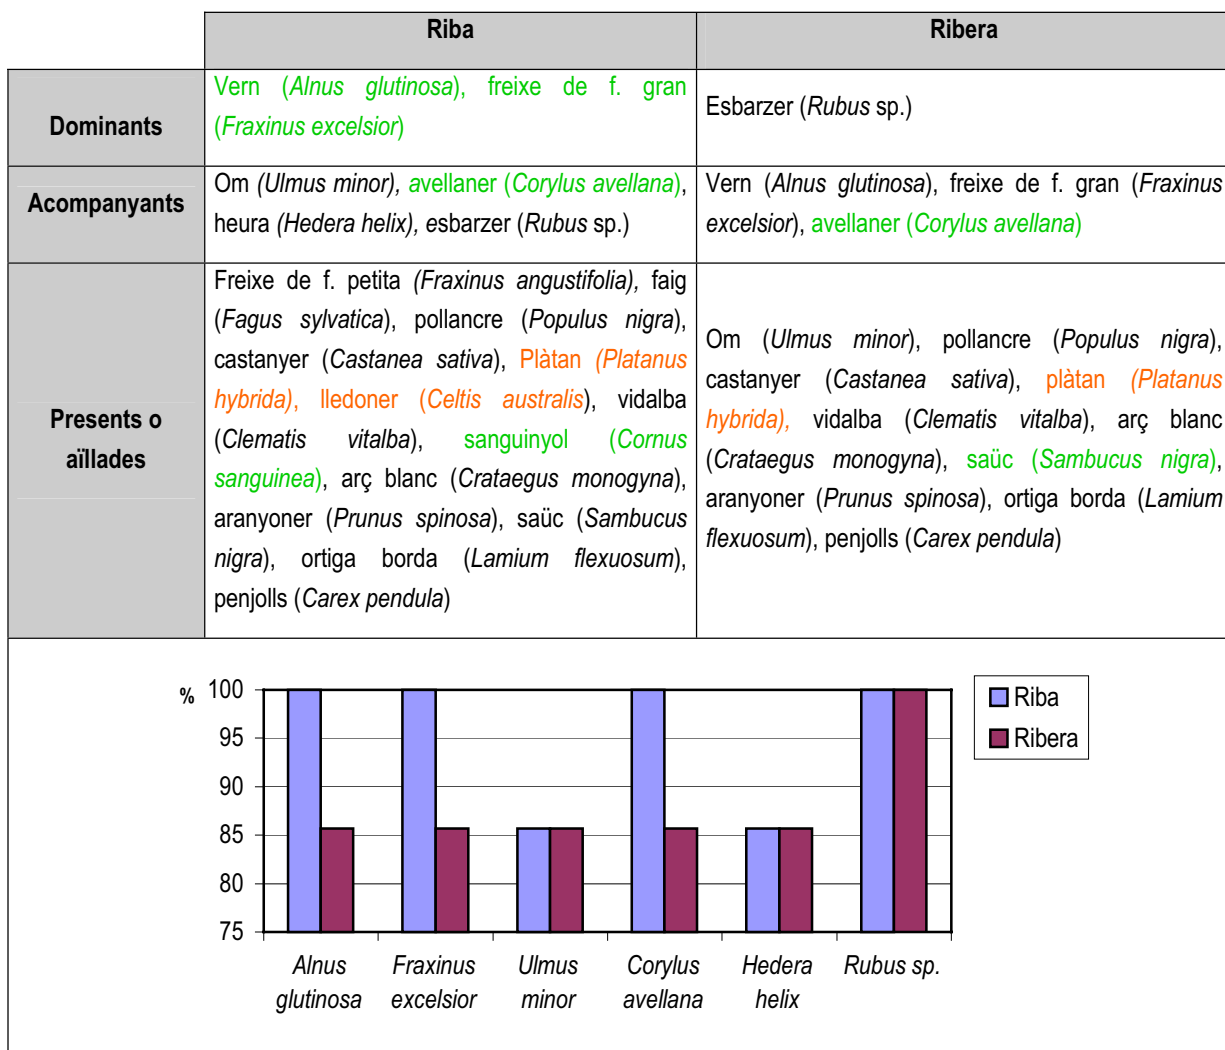 Riba
Ribera
Dominants
Vern (Alnus glutinosa), freixe de f. gran
(Fraxinus excelsior)
Esbarzer (Rubus sp.)
Acompanyants
Om (Ulmus minor), avellaner (Corylus avellana),
heura (Hedera helix), esbarzer (Rubus sp.)
Vern (Alnus glutinosa), freixe de f. gran (Fraxinus
excelsior), avellaner (Corylus avellana)
Presents o
aïllades
Freixe de f. petita (Fraxinus angustifolia), faig
(Fagus sylvatica), pollancre (Populus nigra),
castanyer (Castanea sativa), Plàtan (Platanus
hybrida), lledoner (Celtis australis), vidalba
(Clematis vitalba), sanguinyol (Cornus
sanguinea), arç blanc (Crataegus monogyna),
aranyoner (Prunus spinosa), saüc (Sambucus
nigra), ortiga borda (Lamium flexuosum),
penjolls (Carex pendula)
Om (Ulmus minor), pollancre (Populus nigra),
castanyer (Castanea sativa), plàtan (Platanus
hybrida), vidalba (Clematis vitalba), arç blanc
(Crataegus monogyna), saüc (Sambucus nigra),
aranyoner (Prunus spinosa), ortiga borda (Lamium
flexuosum), penjolls (Carex pendula)
% 100
95
90
85
80
75
Alnus
glutinosa
Fraxinus
excelsior
Ulmus
minor
Corylus
avellana
Hedera
helix
Rubus sp.
Riba
Ribera